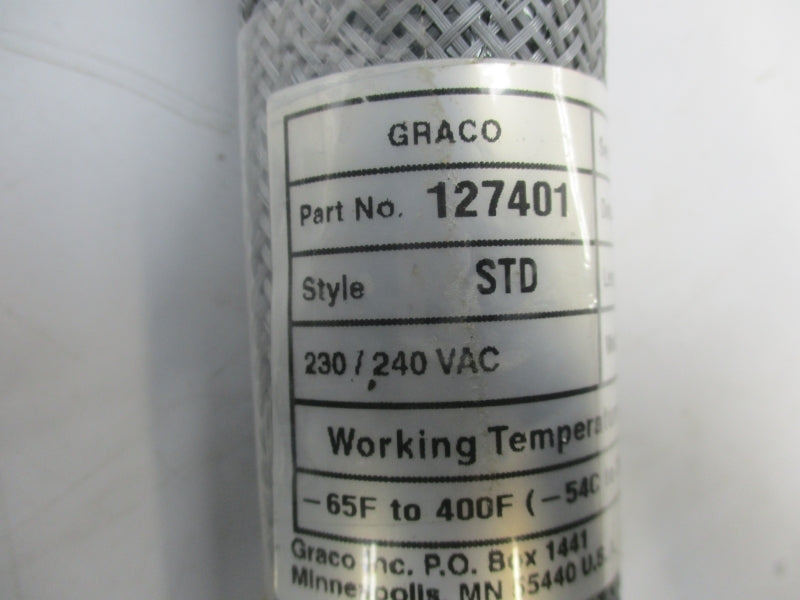 GRACO
Part No. 127401
Style STD
230 / 240 VAC
Working
-65F to 400F (-54C
Graco Inc. P.O. Box 1441
Minneapolis, MN 55440 U.S.